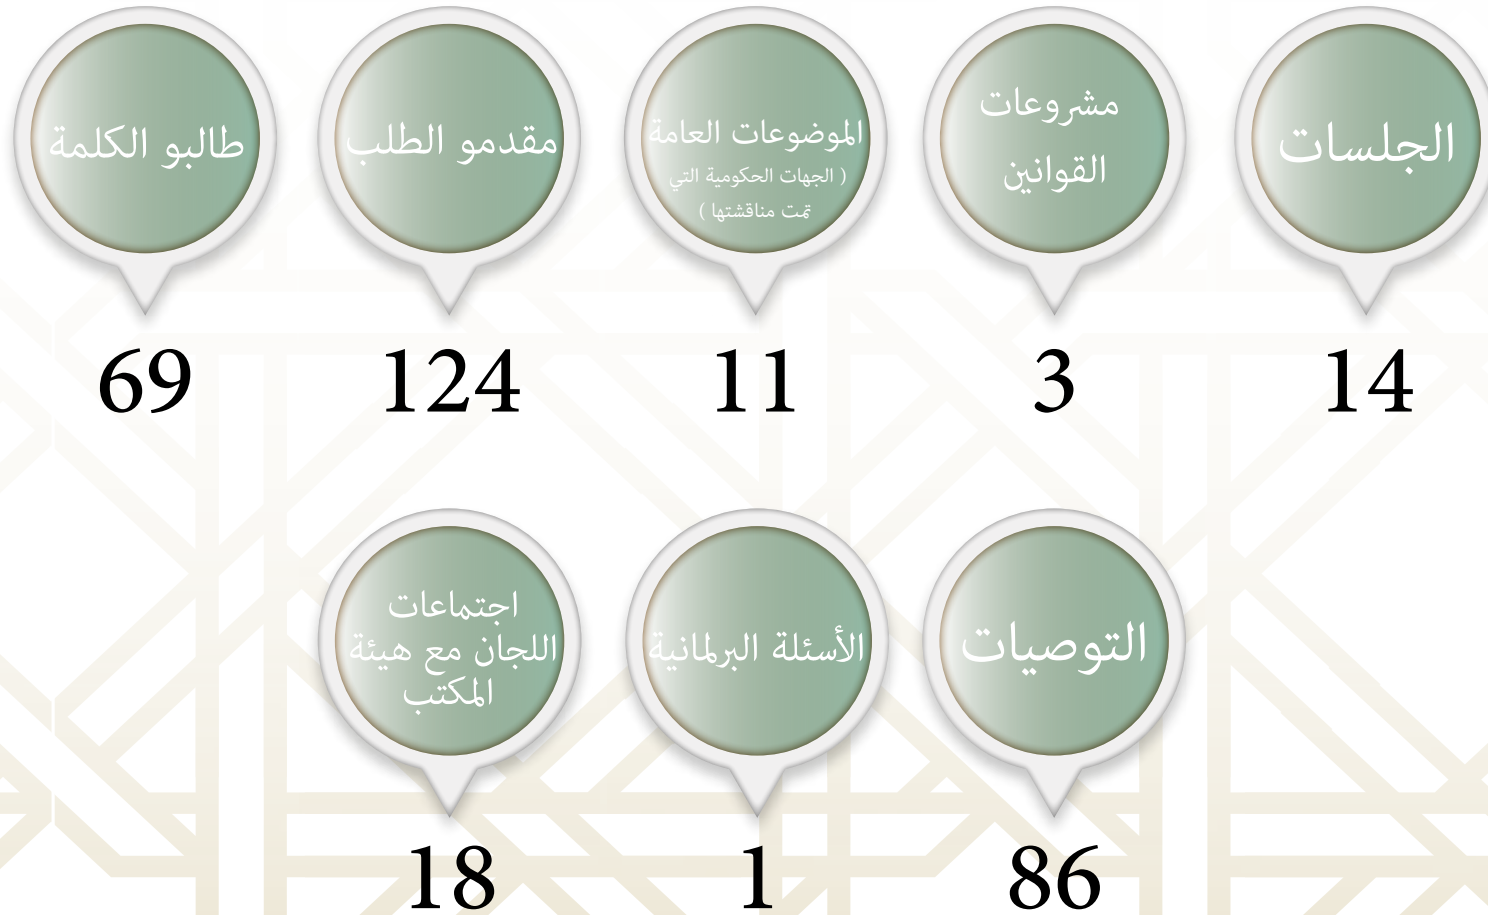 الجلسات
14
مشروعات
القوانين
3
الموضوعات العامة
( الجهات الحكومية التي
تمت مناقشتها )
11
مقدمو الطلب
124
طالبو الكلمة
69
التوصيات
86
الأسئلة البرلمانية
1
اجتماعات
اللجان مع هيئة
المكتب
18